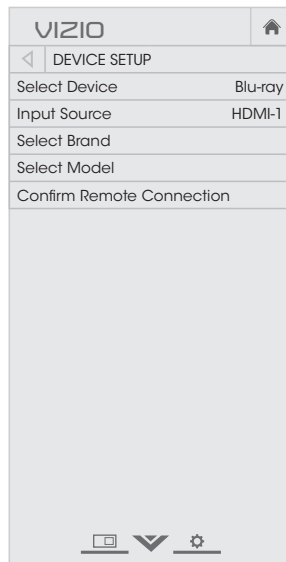 VIZIO
DEVICE SETUP
Select Device Blu-ray
Input Source HDMI-1
Select Brand
Select Model
Confirm Remote Connection